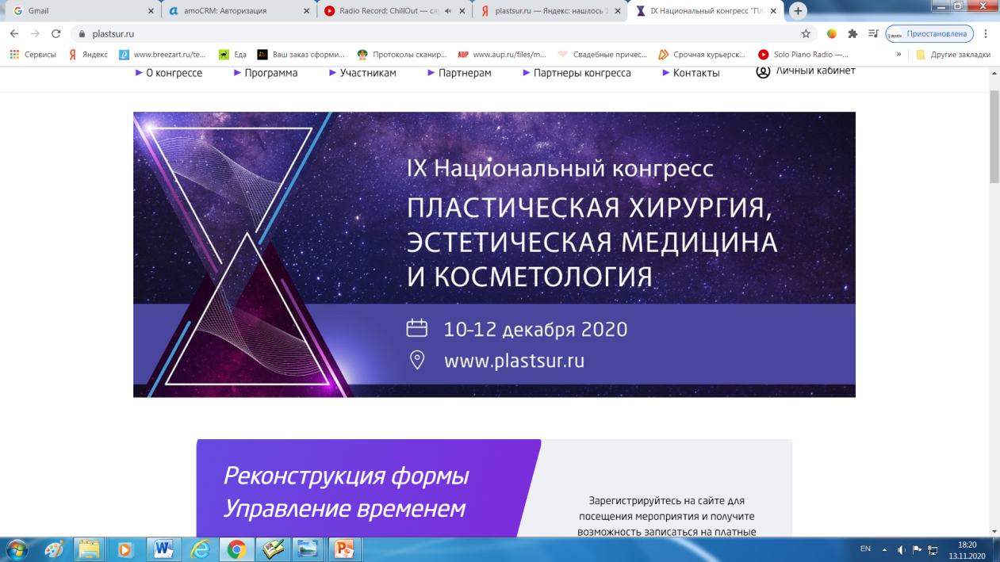 Gmail
amoCRM: Авторизация
Radio Record: ChillOut — сл
plastsur.ru — Яндекс: нашлось 1
IX Национальный конгресс "Пл
plastsur.ru
Приостановлена
Сервисы
Яндекс
www.breezart.ru/te...
Еда
Ваш заказ сформи...
Протоколы сканир...
AUP
www.aup.ru/files/m...
Свадебные причес...
Срочная курьерск...
Solo Piano Radio —...
»
Другие закладки
О конгрессе
Программа
Участникам
Партнерам
Партнеры конгресса
Контакты
Личный кабинет
IX Национальный конгресс
ПЛАСТИЧЕСКАЯ ХИРУРГИЯ,
ЭСТЕТИЧЕСКАЯ МЕДИЦИНА
И КОСМЕТОЛОГИЯ
10-12 декабря 2020
www.plastsur.ru
Реконструкция формы
Управление временем
Зарегистрируйтесь на сайте для
посещения мероприятия и получите
возможность записаться на платные
EN
18:20
13.11.2020